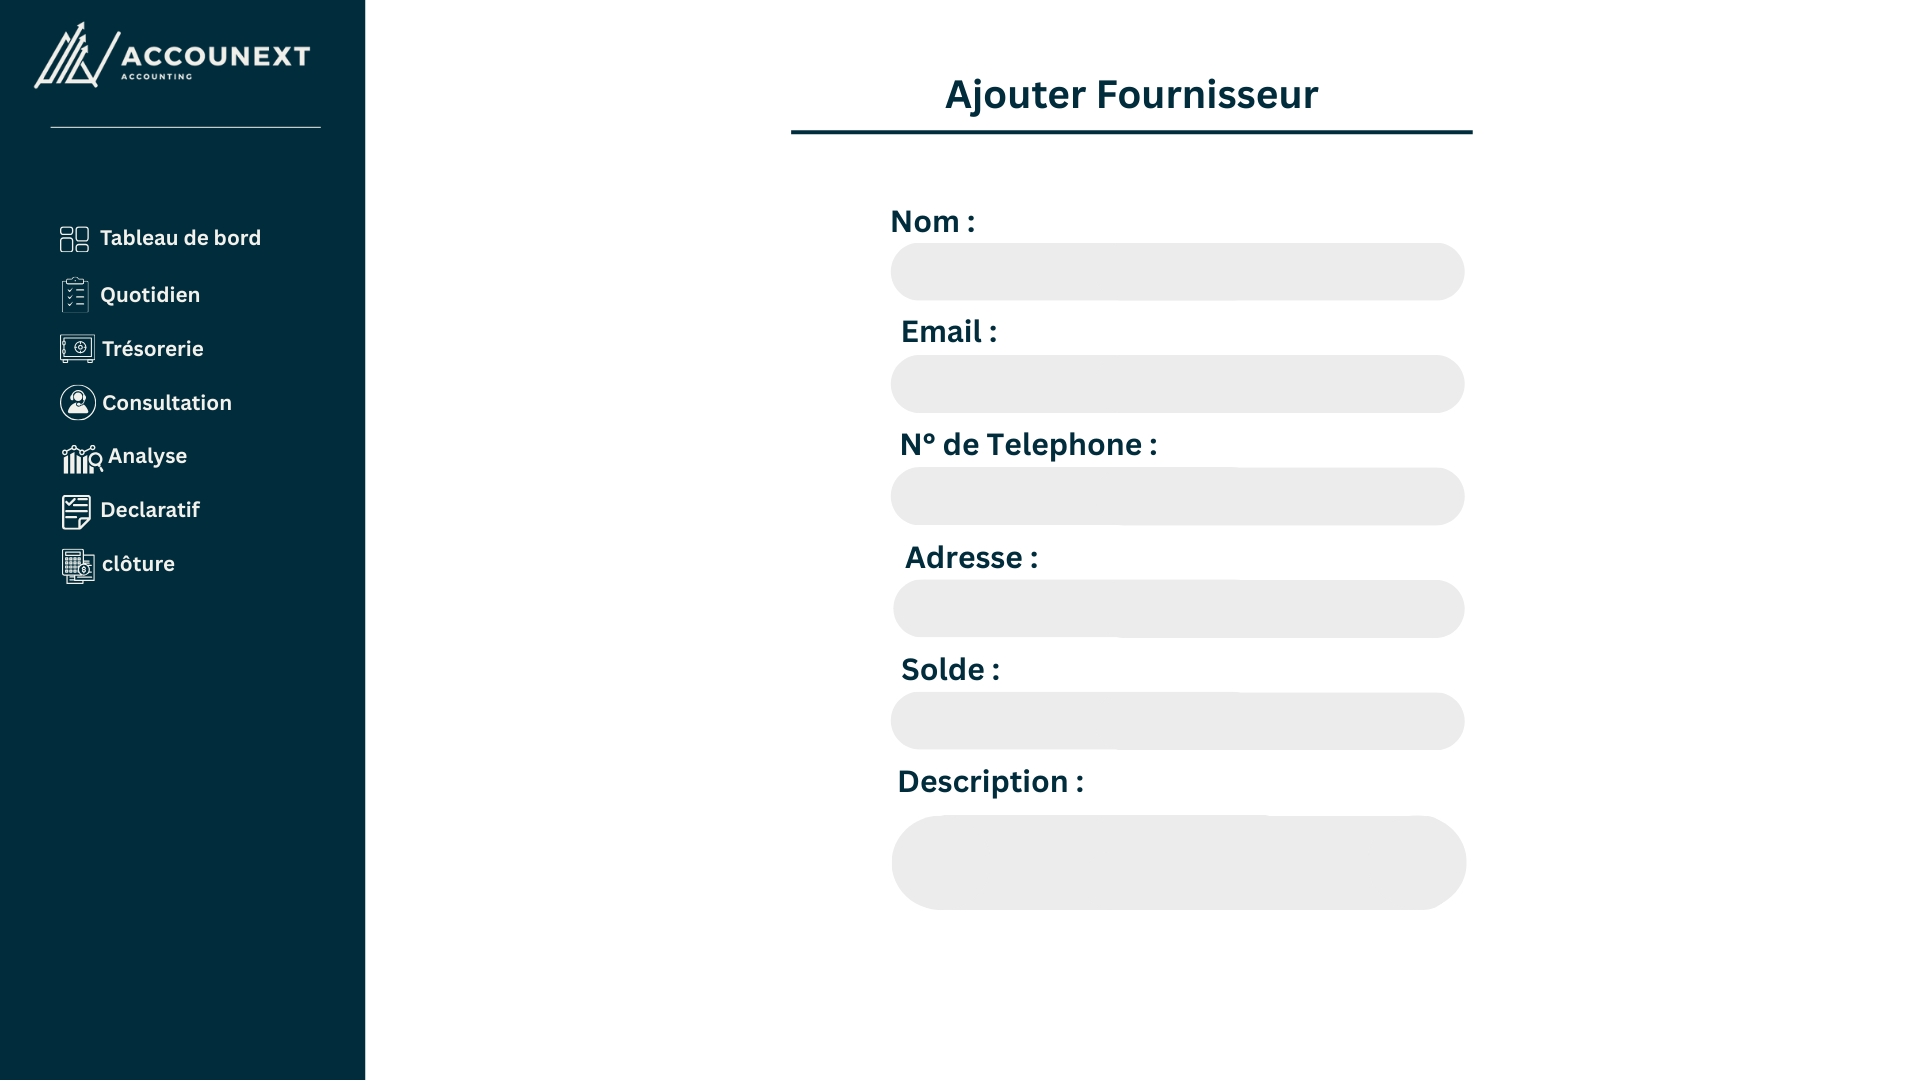 ACCOUNEXT
ACCOUNTING
Tableau de bord
Quotidien
Trésorerie
Consultation
Analyse
Declaratif
clôture
Ajouter Fournisseur
Nom :
Email :
N° de Telephone :
Adresse :
Solde :
Description :